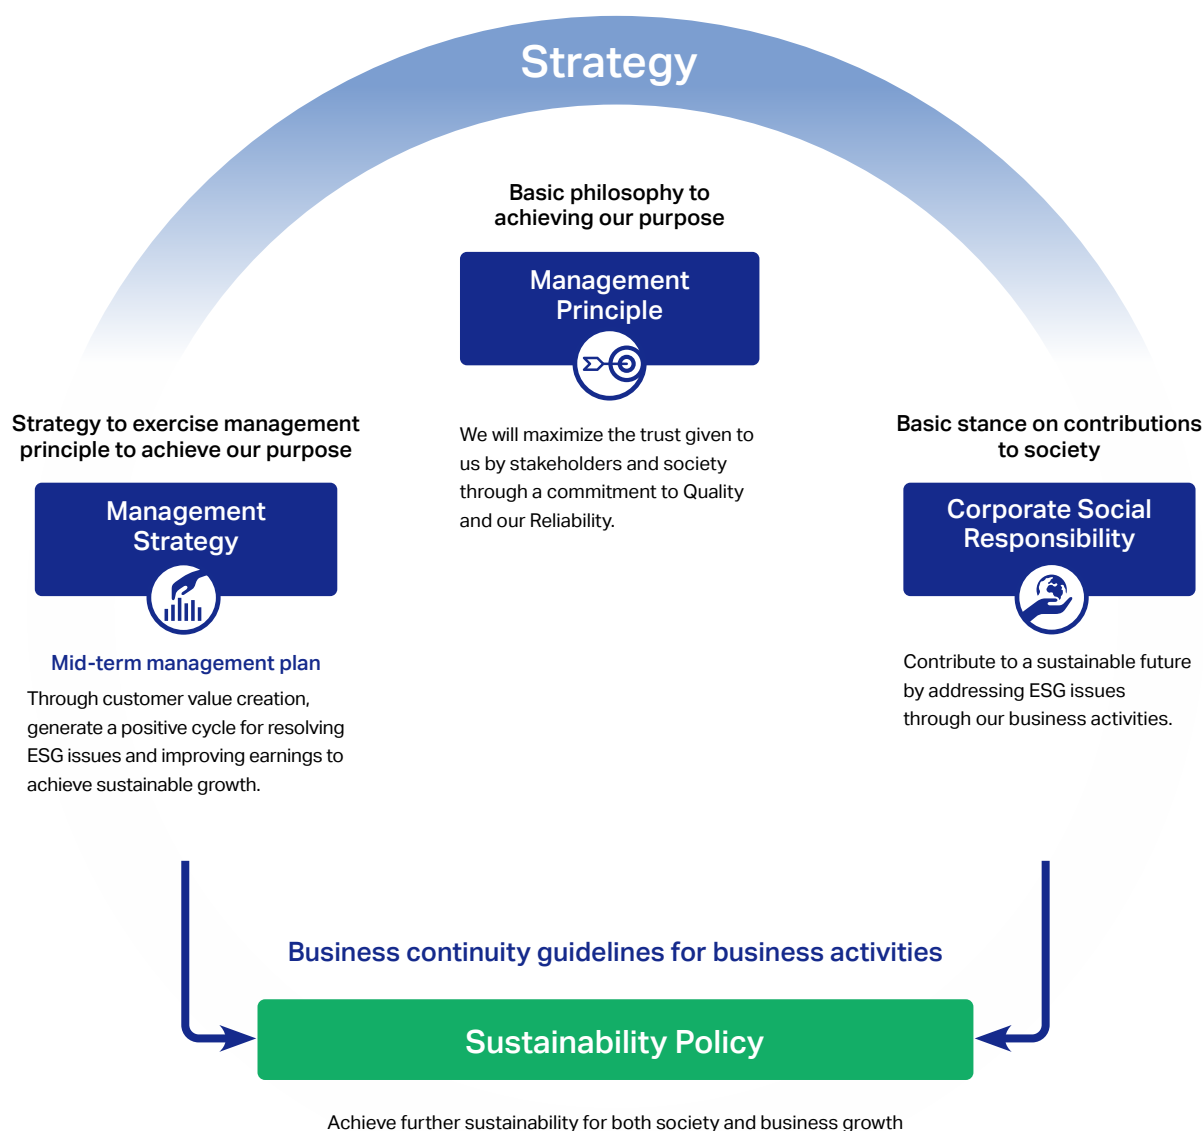 Strategy
Basic philosophy to
achieving our purpose
Management
Principle
We will maximize the trust given to
us by stakeholders and society
through a commitment to Quality
and our Reliability.
Strategy to exercise management
principle to achieve our purpose
Management
Strategy
Mid-term management plan
Through customer value creation,
generate a positive cycle for resolving
ESG issues and improving earnings to
achieve sustainable growth.
Basic stance on contributions
to society
Corporate Social
Responsibility
Contribute to a sustainable future
by addressing ESG issues
through our business activities.
Business continuity guidelines for business activities
Sustainability Policy
Achieve further sustainability for both society and business growth